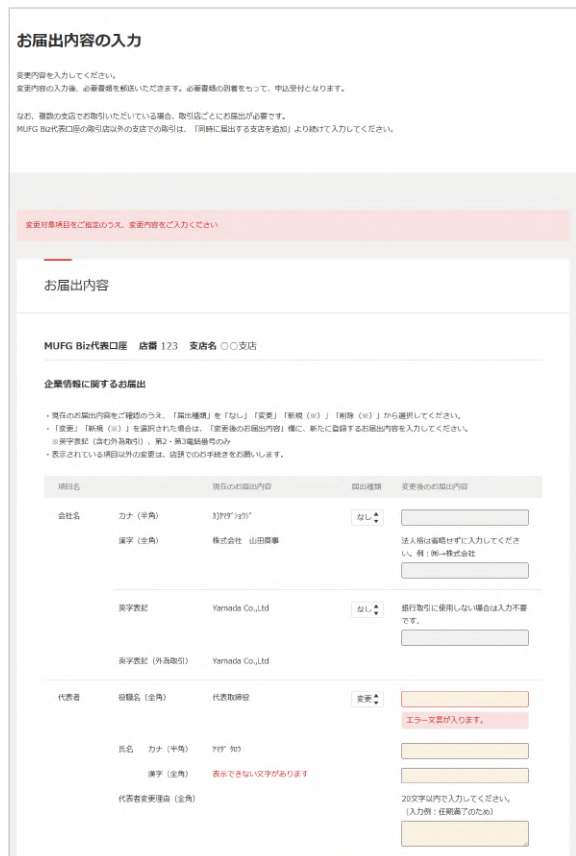 お届出内容の入力
変更内容を入力してください。
変更内容の入力後、必要書類を郵送いただきます。必要書類の到着をもって、申込受付となります。
なお、複数の支店でお取引いただいている場合、取引店ごとにお届出が必要です。
MUFG Biz代表口座の取引店以外の支店での取引は、「同時に届出する支店を追加」より続けて入力してください。
変更対象項目をご指定のうえ、変更内容をご入力ください
お届出内容
MUFG Biz代表口座 店番 123 支店名 〇〇支店
企業情報に関するお届出
・現在のお届出内容をご確認のうえ、「届出種類」を「なし」「変更」「新規（※）」「削除（※）」から選択してください。
・「変更」「新規（※）」を選択された場合は、「変更後のお届出内容」欄に、新たに登録するお届出内容を入力してください。
※英字表記（含む外為取引）、第2・第3電話番号のみ
・表示されている項目以外の変更は、店頭でのお手続きをお願いします。
項目名 現在のお届出内容 届出種類 変更後のお届出内容
会社名 カナ（半角） ｶ)ﾔﾏﾀﾞｼｮｳｼﾞ なし
漢字（全角） 株式会社 山田商事 法人格は省略せずに入力してくださ
い。例：㈱→株式会社
英字表記 Yamada Co.,Ltd なし 銀行取引に使用しない場合は入力不要
です。
英字表記（外為取引） Yamada Co.,Ltd
代表者 役職名（全角） 代表取締役 変更
エラー文言が入ります。
氏名 カナ（半角） ﾔﾏﾀﾞ ﾀﾛｳ
漢字（全角） 表示できない文字があります
代表者変更理由（全角） 20文字以内で入力してください。
（入力例：任期満了のため）